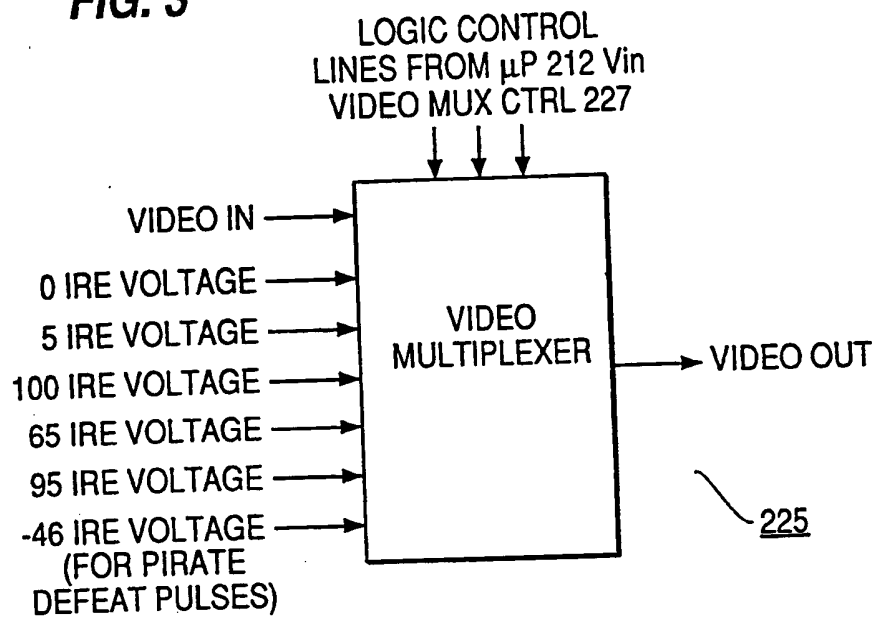 FIG. 3
LOGIC CONTROL
LINES FROM µP 212 Vin
VIDEO MUX CTRL 227
VIDEO IN
0 IRE VOLTAGE
5 IRE VOLTAGE
100 IRE VOLTAGE
65 IRE VOLTAGE
95 IRE VOLTAGE
-46 IRE VOLTAGE
(FOR PIRATE
DEFEAT PULSES)
VIDEO
MULTIPLEXER
VIDEO OUT
225